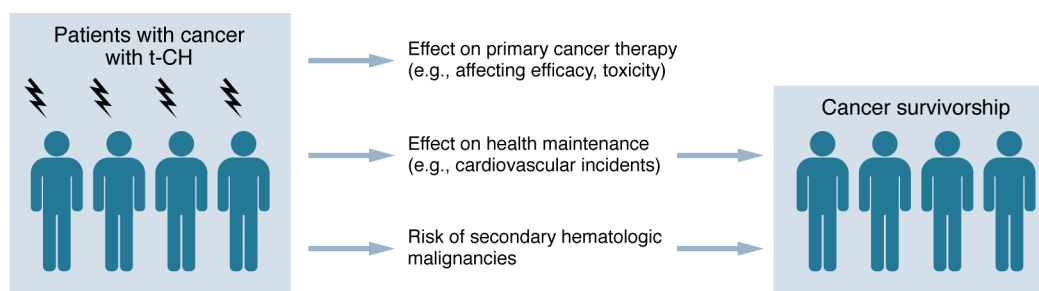 Patients with cancer
with t-CH
Effect on primary cancer therapy
(e.g., affecting efficacy, toxicity)
Effect on health maintenance
(e.g., cardiovascular incidents)
Risk of secondary hematologic
malignancies
Cancer survivorship